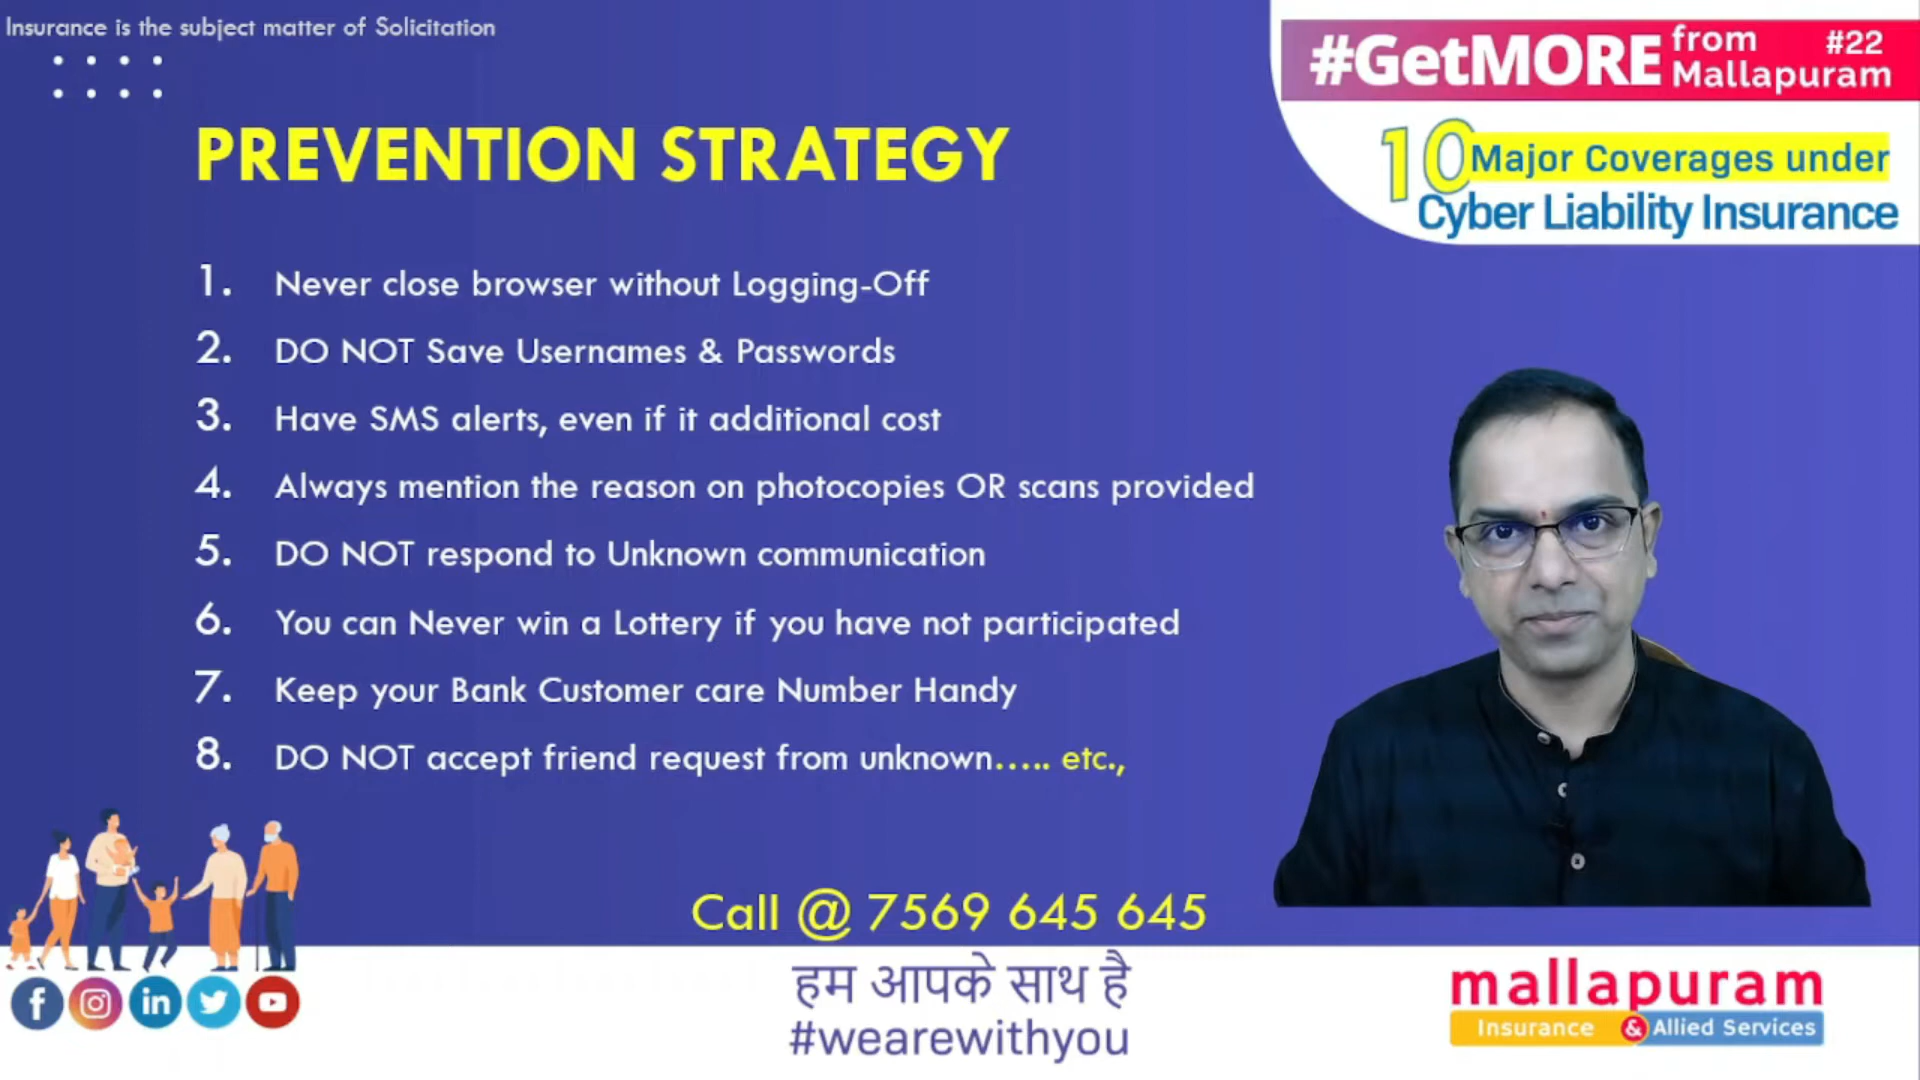 Insurance is the subject matter of Solicitation
#GetMORE from Mallapuram #22
10 Major Coverages under
Cyber Liability Insurance
PREVENTION STRATEGY
1. Never close browser without Logging-Off
2. DO NOT Save Usernames & Passwords
3. Have SMS alerts, even if it additional cost
4. Always mention the reason on photocopies OR scans provided
5. DO NOT respond to Unknown communication
6. You can Never win a Lottery if you have not participated
7. Keep your Bank Customer care Number Handy
8. DO NOT accept friend request from unknown….. etc.,
Call @ 7569 645 645
हम आपके साथ है
#wearewithyou
mallapuram
Insurance & Allied Services